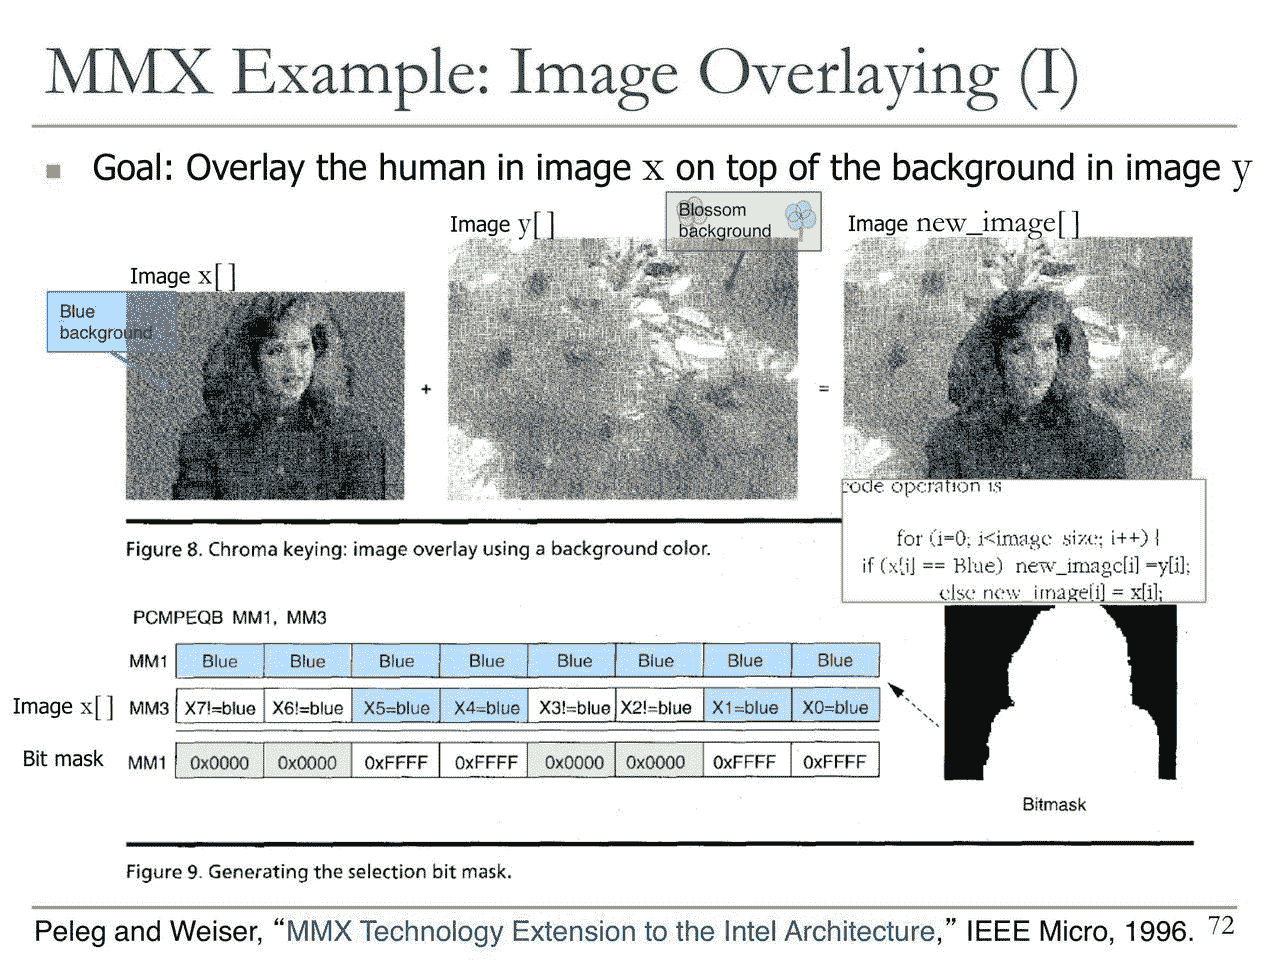 MMX Example: Image Overlaying (I)
Goal: Overlay the human in image x on top of the background in image y
Image x[]
Blue
background
+
Image y[]
Blossom
background
=
Image new_image[]
code operation is
for (i=0; i<image_size; i++) {
if (x[i] == Blue) new_image[i] =y[i];
else new_image[i] = x[i];
Figure 8. Chroma keying: image overlay using a background color.
PCMPEQB MM1, MM3
MM1 Blue Blue Blue Blue Blue Blue Blue Blue
Image x[] MM3 X7!=blue X6!=blue X5=blue X4=blue X3!=blue X2!=blue X1=blue X0=blue
Bit mask MM1 0x0000 0x0000 0xFFFF 0xFFFF 0x0000 0x0000 0xFFFF 0xFFFF
Bitmask
Figure 9. Generating the selection bit mask.
Peleg and Weiser, “MMX Technology Extension to the Intel Architecture,” IEEE Micro, 1996. 72